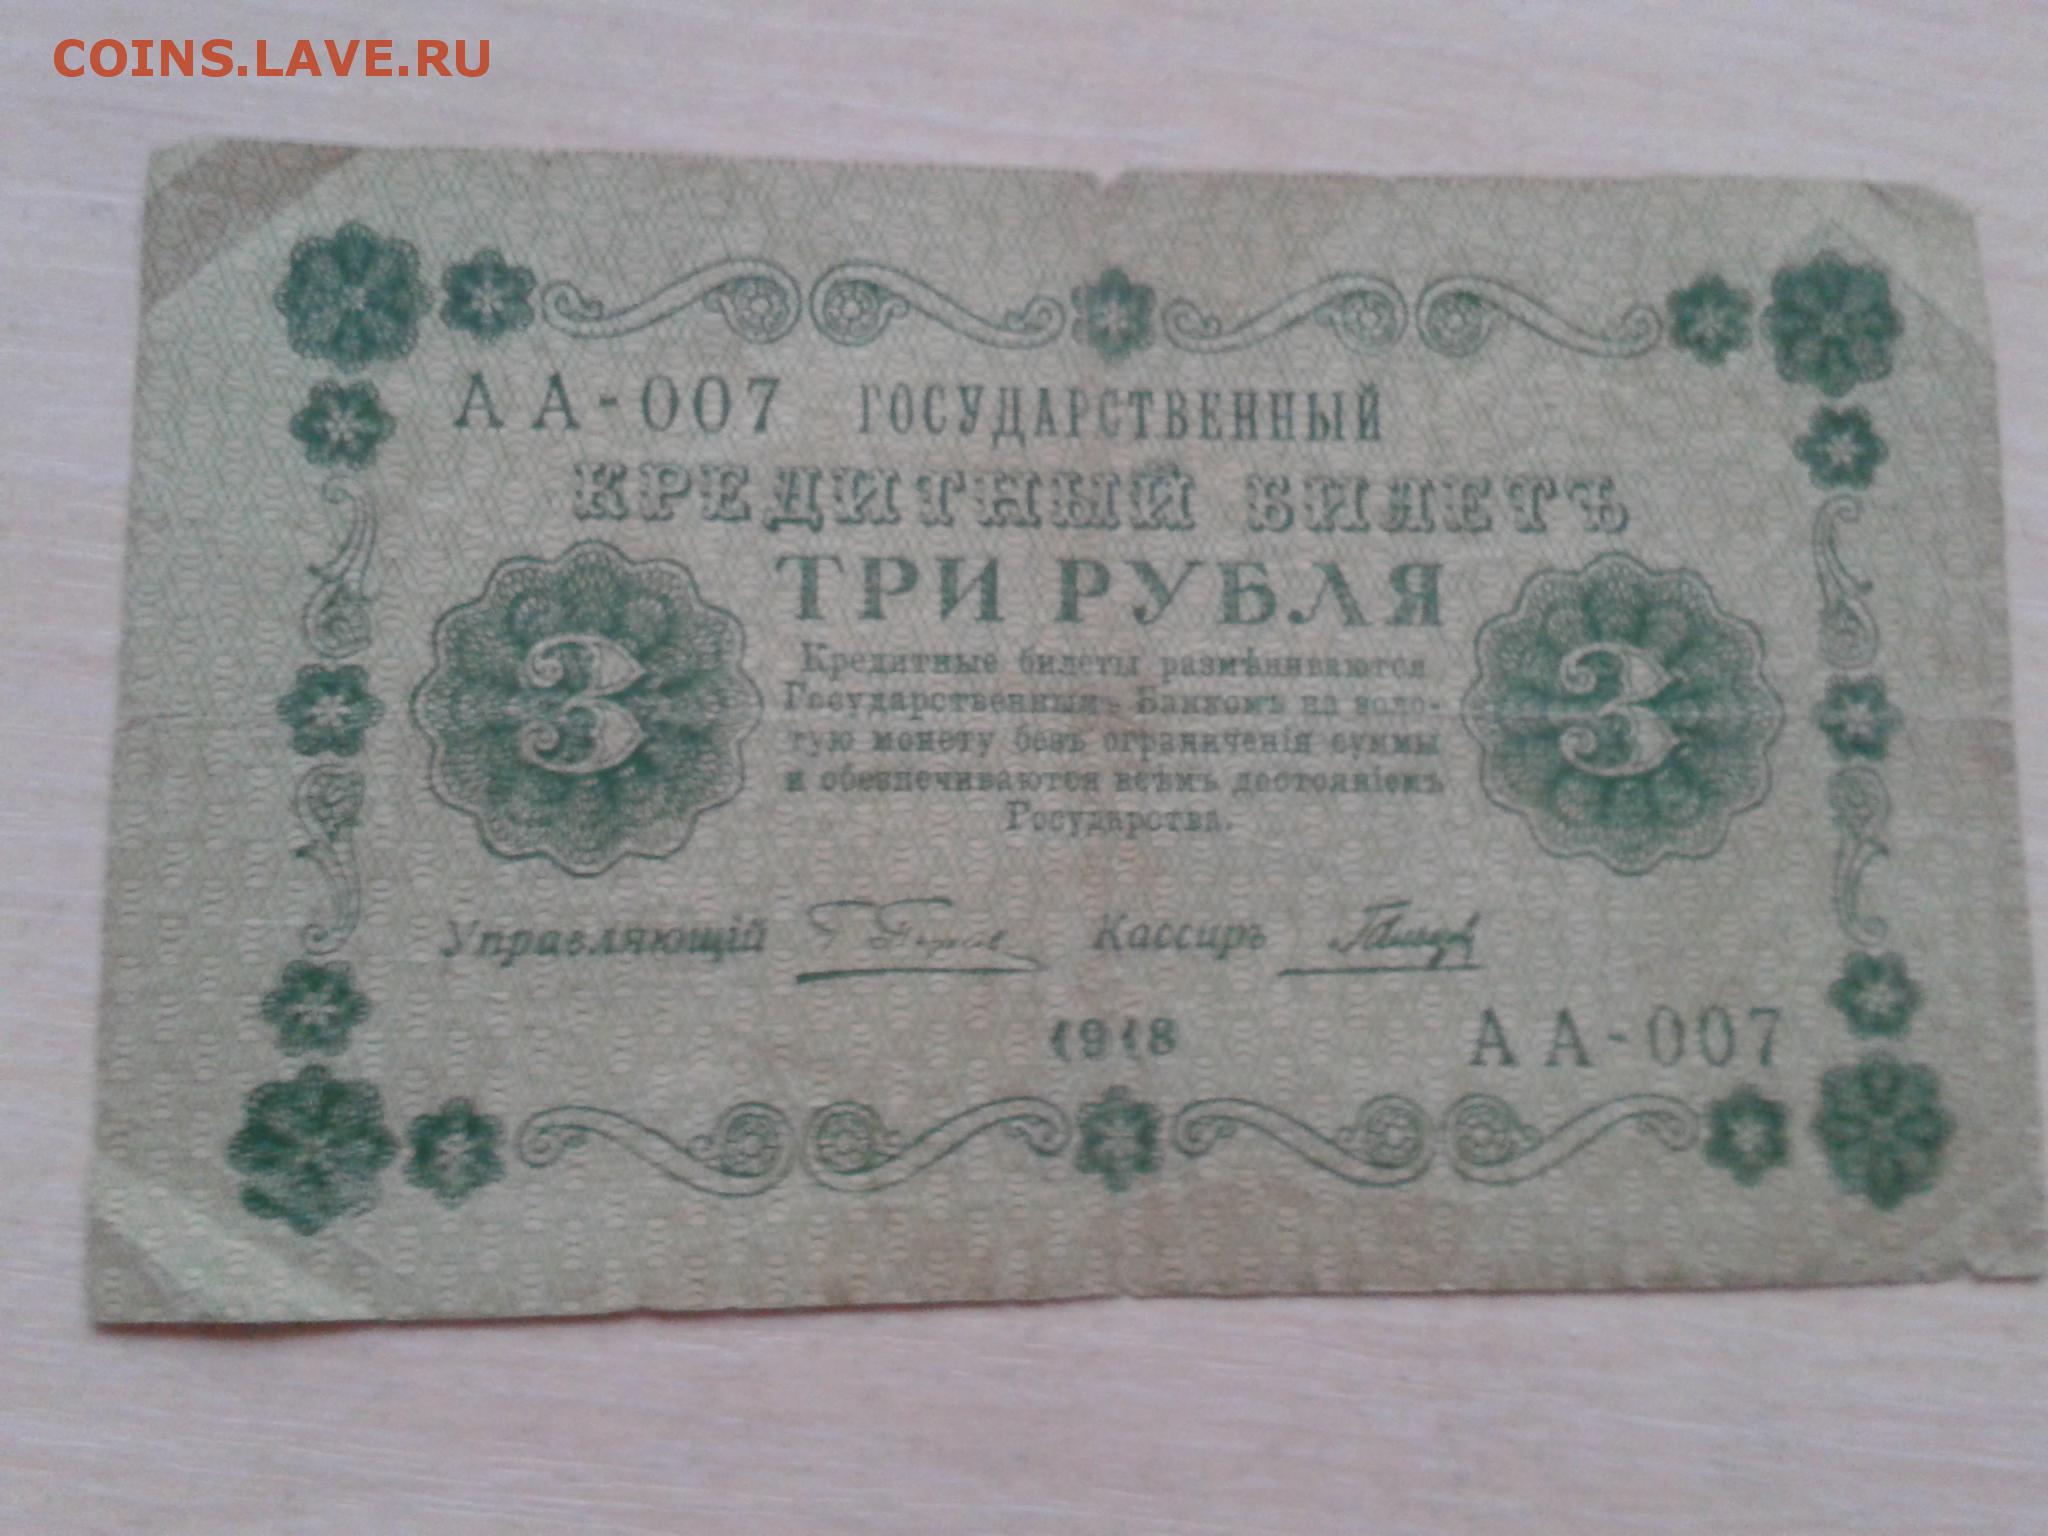 COINS.LAVE.RU
АА-007 ГОСУДАРСТВЕННЫЙ
КРЕДИТНЫЙ БИЛЕТЪ
ТРИ РУБЛЯ
3
3
Кредитные билеты размѣниваются
Государственнымъ Банкомъ на золо-
тую монету безъ ограниченія суммы
и обезпечиваются всѣмъ достояніемъ
Государства.
Управляющій Кассиръ
1918 АА-007